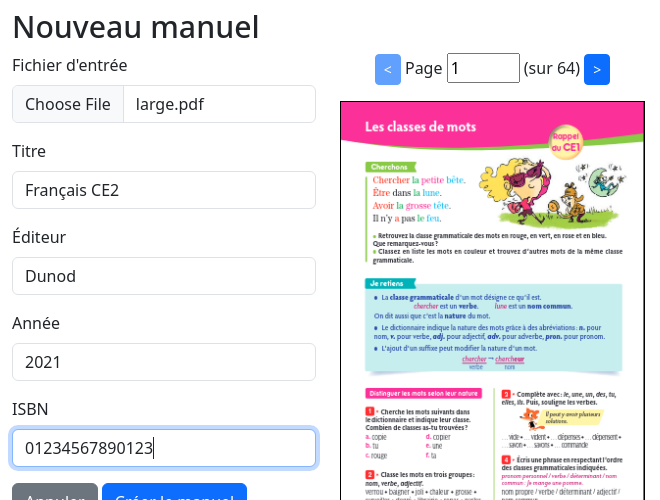 Nouveau manuel
Fichier d'entrée
Choose File large.pdf
Titre
Français CE2
Éditeur
Dunod
Année
2021
ISBN
01234567890123
Annuler Créer le manuel
< Page 1 (sur 64) >
Les classes de mots
Rappel
du CE1
Cherchons
Chercher la petite bête.
Être dans la lune.
Avoir la grosse tête.
Il n'y a pas le feu.
• Retrouvez la classe grammaticale des mots en rouge, en vert, en rose et en bleu.
Que remarquez-vous ?
• Classez en liste les mots en couleur et trouvez d'autres mots de la même classe
grammaticale.
Je retiens
• La classe grammaticale d'un mot désigne ce qu'il est.
chercher est un verbe. lune est un nom commun.
On dit aussi que c'est la nature du mot.
• Le dictionnaire indique la nature des mots grâce à des abréviations : n. pour
nom, v. pour verbe, adj. pour adjectif, adv. pour adverbe, pron. pour pronom.
• L'ajout d'un suffixe peut modifier la nature d'un mot.
chercher → chercheur
verbe nom
Distinguer les mots selon leur nature
1 • Cherche les mots suivants dans
le dictionnaire et indique leur classe.
Combien de classes as-tu trouvées ?
a. copie d. copier
b. tu e. une
c. rouge f. ta
2 • Classe les mots en trois groupes :
nom, verbe, adjectif.
verrou • baigner • joli • chaleur • grosse •
3 • Complète avec : le, une, un, des, tu,
elles, ils. Puis, souligne les verbes.
Il peut y avoir plusieurs
solutions.
… vide • … vident • … dépenses • … dépensent •
… savon • … savonne • … savonnent
4 • Écris une phrase en respectant l'ordre
des classes grammaticales indiquées.
pronom personnel / verbe / déterminant / nom
commun : Je mange une pomme.
nom propre / verbe / déterminant / adjectif /